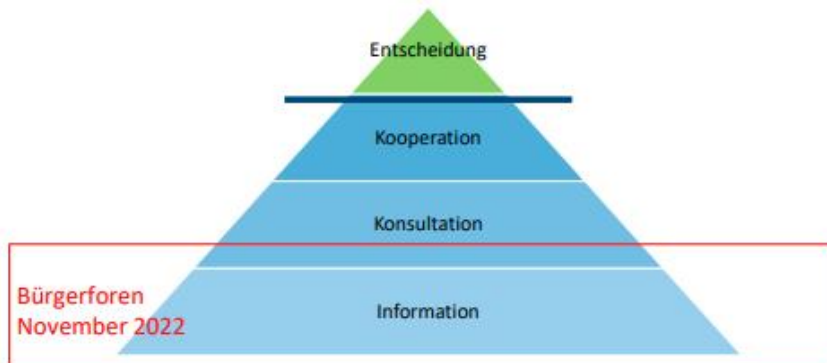 Entscheidung
Kooperation
Konsultation
Bürgerforen
November 2022
Information